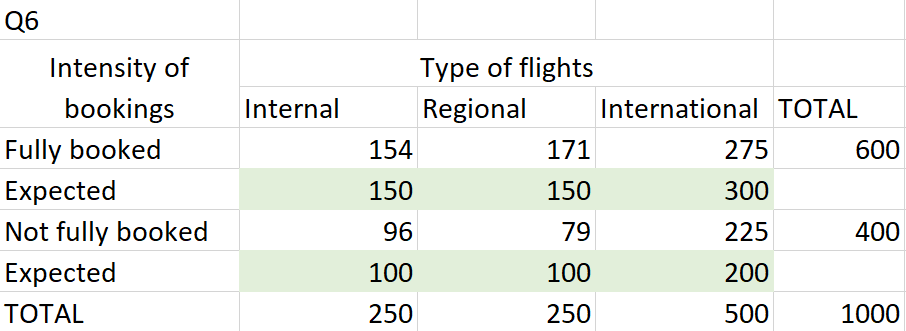 Q6
Intensity of bookings Type of flights
Internal Regional International TOTAL
Fully booked 154 171 275 600
Expected 150 150 300
Not fully booked 96 79 225 400
Expected 100 100 200
TOTAL 250 250 500 1000